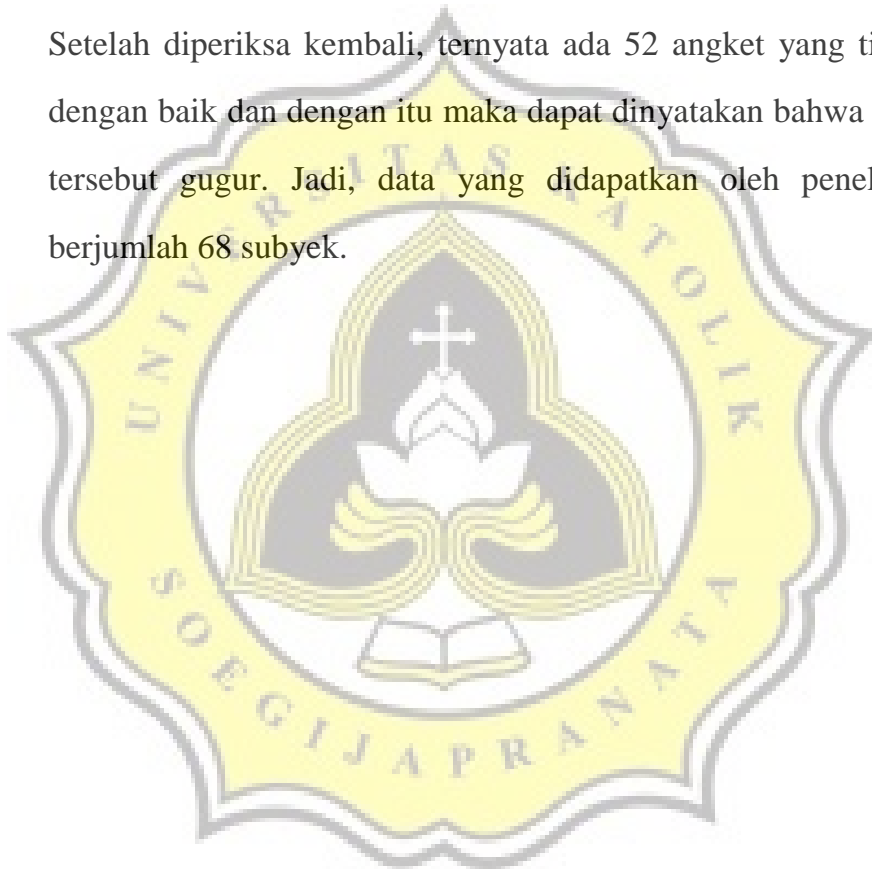 Setelah diperiksa kembali, ternyata ada 52 angket yang
dengan baik dan dengan itu maka dapat dinyatakan bahwa
tersebut gugur. Jadi, data yang didapatkan oleh
berjumlah 68 subyek.
UNIVERSITAS KATOLIK
SOEGIJAPRANATA